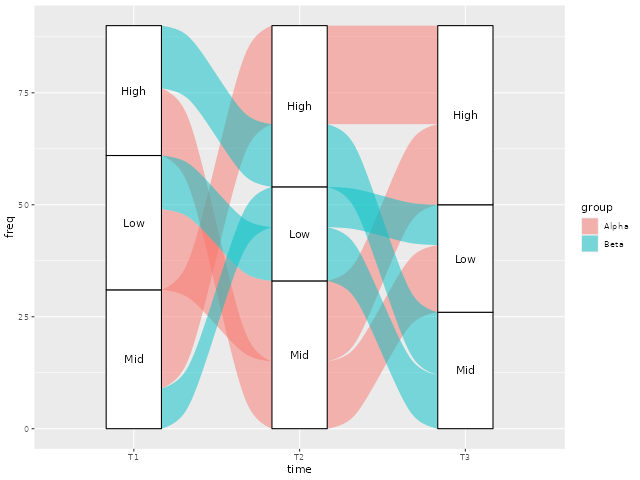 High
High
High
75
freq
50
Low
Low
Low
25
Mid
Mid
Mid
0
T1
T2
T3
time
group
Alpha
Beta